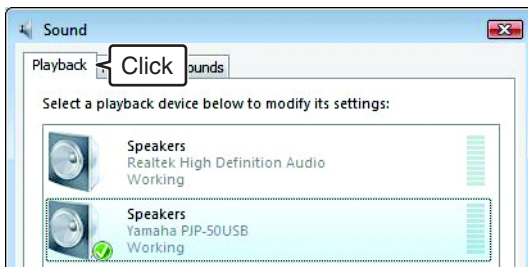 Sound
Playback Click ounds
Select a playback device below to modify its settings:
Speakers
Realtek High Definition Audio
Working
Speakers
Yamaha PJP-50USB
Working